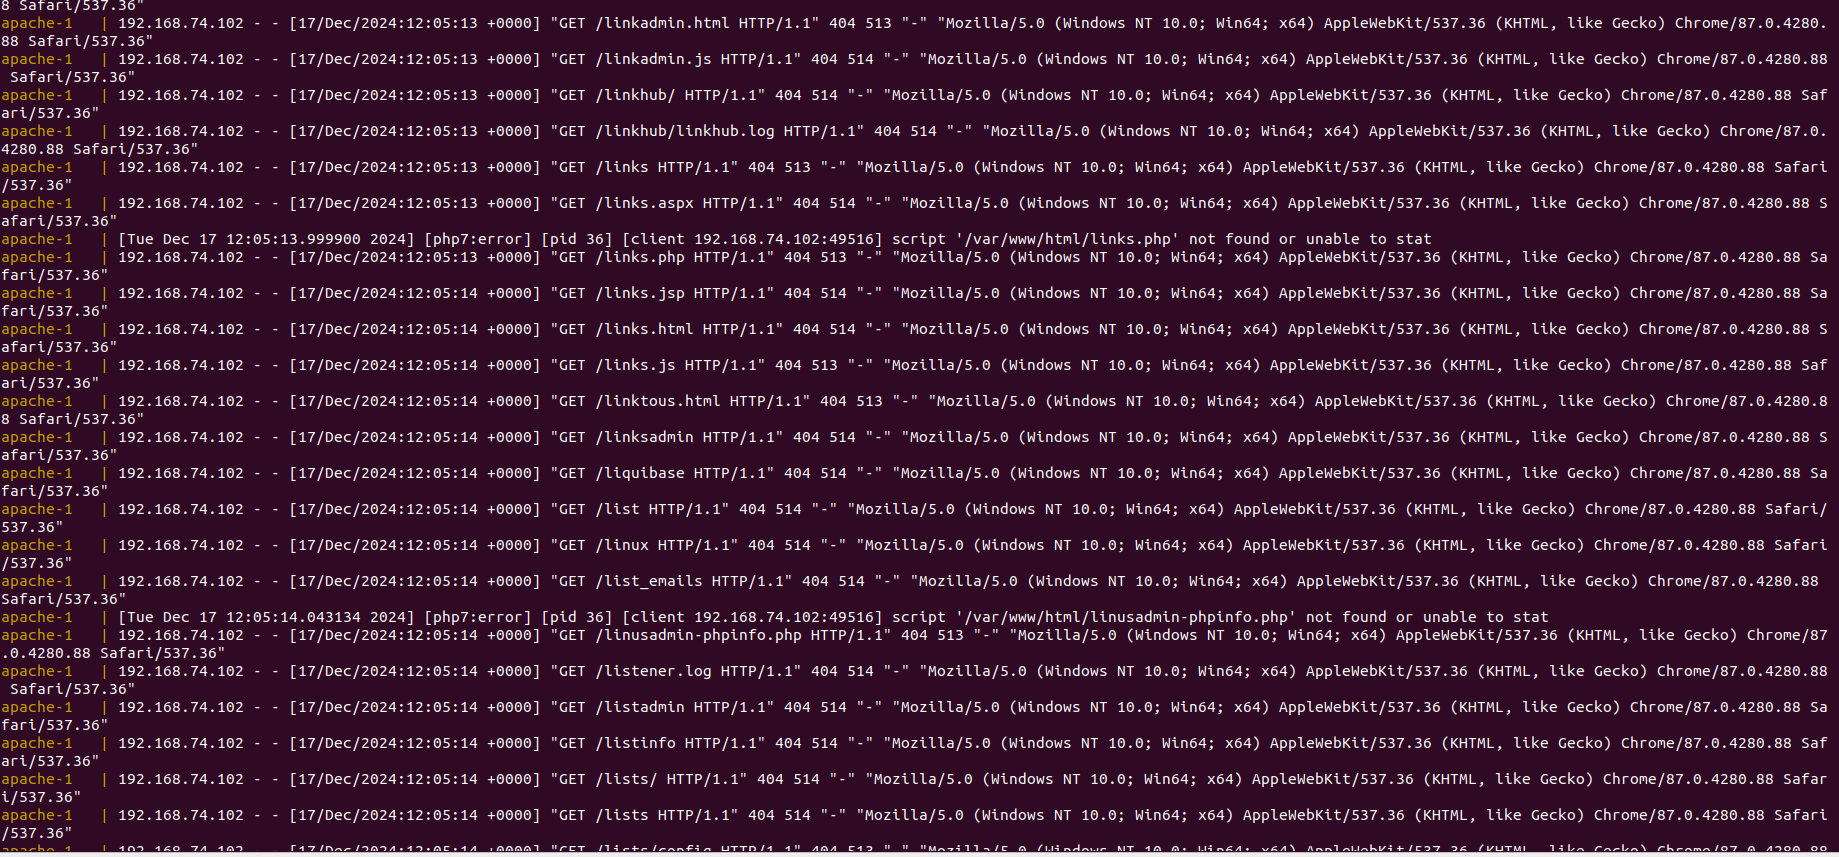 8 Safari/537.36"
apache-1   | 192.168.74.102 - - [17/Dec/2024:12:05:13 +0000] "GET /linkadmin.html HTTP/1.1" 404 513 "-" "Mozilla/5.0 (Windows NT 10.0; Win64; x64) AppleWebKit/537.36 (KHTML, like Gecko) Chrome/87.0.4280.
88 Safari/537.36"
apache-1   | 192.168.74.102 - - [17/Dec/2024:12:05:13 +0000] "GET /linkadmin.js HTTP/1.1" 404 514 "-" "Mozilla/5.0 (Windows NT 10.0; Win64; x64) AppleWebKit/537.36 (KHTML, like Gecko) Chrome/87.0.4280.88
 Safari/537.36"
apache-1   | 192.168.74.102 - - [17/Dec/2024:12:05:13 +0000] "GET /linkhub/ HTTP/1.1" 404 514 "-" "Mozilla/5.0 (Windows NT 10.0; Win64; x64) AppleWebKit/537.36 (KHTML, like Gecko) Chrome/87.0.4280.88 Saf
ari/537.36"
apache-1   | 192.168.74.102 - - [17/Dec/2024:12:05:13 +0000] "GET /linkhub/linkhub.log HTTP/1.1" 404 514 "-" "Mozilla/5.0 (Windows NT 10.0; Win64; x64) AppleWebKit/537.36 (KHTML, like Gecko) Chrome/87.0.
4280.88 Safari/537.36"
apache-1   | 192.168.74.102 - - [17/Dec/2024:12:05:13 +0000] "GET /links HTTP/1.1" 404 513 "-" "Mozilla/5.0 (Windows NT 10.0; Win64; x64) AppleWebKit/537.36 (KHTML, like Gecko) Chrome/87.0.4280.88 Safari
/537.36"
apache-1   | 192.168.74.102 - - [17/Dec/2024:12:05:13 +0000] "GET /links.aspx HTTP/1.1" 404 514 "-" "Mozilla/5.0 (Windows NT 10.0; Win64; x64) AppleWebKit/537.36 (KHTML, like Gecko) Chrome/87.0.4280.88 S
afari/537.36"
apache-1   | [Tue Dec 17 12:05:13.999900 2024] [php7:error] [pid 36] [client 192.168.74.102:49516] script '/var/www/html/links.php' not found or unable to stat
apache-1   | 192.168.74.102 - - [17/Dec/2024:12:05:13 +0000] "GET /links.php HTTP/1.1" 404 513 "-" "Mozilla/5.0 (Windows NT 10.0; Win64; x64) AppleWebKit/537.36 (KHTML, like Gecko) Chrome/87.0.4280.88 Sa
fari/537.36"
apache-1   | 192.168.74.102 - - [17/Dec/2024:12:05:14 +0000] "GET /links.jsp HTTP/1.1" 404 514 "-" "Mozilla/5.0 (Windows NT 10.0; Win64; x64) AppleWebKit/537.36 (KHTML, like Gecko) Chrome/87.0.4280.88 Sa
fari/537.36"
apache-1   | 192.168.74.102 - - [17/Dec/2024:12:05:14 +0000] "GET /links.html HTTP/1.1" 404 514 "-" "Mozilla/5.0 (Windows NT 10.0; Win64; x64) AppleWebKit/537.36 (KHTML, like Gecko) Chrome/87.0.4280.88 S
afari/537.36"
apache-1   | 192.168.74.102 - - [17/Dec/2024:12:05:14 +0000] "GET /links.js HTTP/1.1" 404 513 "-" "Mozilla/5.0 (Windows NT 10.0; Win64; x64) AppleWebKit/537.36 (KHTML, like Gecko) Chrome/87.0.4280.88 Saf
ari/537.36"
apache-1   | 192.168.74.102 - - [17/Dec/2024:12:05:14 +0000] "GET /linktous.html HTTP/1.1" 404 513 "-" "Mozilla/5.0 (Windows NT 10.0; Win64; x64) AppleWebKit/537.36 (KHTML, like Gecko) Chrome/87.0.4280.8
8 Safari/537.36"
apache-1   | 192.168.74.102 - - [17/Dec/2024:12:05:14 +0000] "GET /linksadmin HTTP/1.1" 404 514 "-" "Mozilla/5.0 (Windows NT 10.0; Win64; x64) AppleWebKit/537.36 (KHTML, like Gecko) Chrome/87.0.4280.88 S
afari/537.36"
apache-1   | 192.168.74.102 - - [17/Dec/2024:12:05:14 +0000] "GET /liquibase HTTP/1.1" 404 514 "-" "Mozilla/5.0 (Windows NT 10.0; Win64; x64) AppleWebKit/537.36 (KHTML, like Gecko) Chrome/87.0.4280.88 Sa
fari/537.36"
apache-1   | 192.168.74.102 - - [17/Dec/2024:12:05:14 +0000] "GET /list HTTP/1.1" 404 514 "-" "Mozilla/5.0 (Windows NT 10.0; Win64; x64) AppleWebKit/537.36 (KHTML, like Gecko) Chrome/87.0.4280.88 Safari/
537.36"
apache-1   | 192.168.74.102 - - [17/Dec/2024:12:05:14 +0000] "GET /linux HTTP/1.1" 404 514 "-" "Mozilla/5.0 (Windows NT 10.0; Win64; x64) AppleWebKit/537.36 (KHTML, like Gecko) Chrome/87.0.4280.88 Safari
/537.36"
apache-1   | 192.168.74.102 - - [17/Dec/2024:12:05:14 +0000] "GET /list_emails HTTP/1.1" 404 514 "-" "Mozilla/5.0 (Windows NT 10.0; Win64; x64) AppleWebKit/537.36 (KHTML, like Gecko) Chrome/87.0.4280.88
Safari/537.36"
apache-1   | [Tue Dec 17 12:05:14.043134 2024] [php7:error] [pid 36] [client 192.168.74.102:49516] script '/var/www/html/linusadmin-phpinfo.php' not found or unable to stat
apache-1   | 192.168.74.102 - - [17/Dec/2024:12:05:14 +0000] "GET /linusadmin-phpinfo.php HTTP/1.1" 404 513 "-" "Mozilla/5.0 (Windows NT 10.0; Win64; x64) AppleWebKit/537.36 (KHTML, like Gecko) Chrome/87
.0.4280.88 Safari/537.36"
apache-1   | 192.168.74.102 - - [17/Dec/2024:12:05:14 +0000] "GET /listener.log HTTP/1.1" 404 514 "-" "Mozilla/5.0 (Windows NT 10.0; Win64; x64) AppleWebKit/537.36 (KHTML, like Gecko) Chrome/87.0.4280.88
 Safari/537.36"
apache-1   | 192.168.74.102 - - [17/Dec/2024:12:05:14 +0000] "GET /listadmin HTTP/1.1" 404 514 "-" "Mozilla/5.0 (Windows NT 10.0; Win64; x64) AppleWebKit/537.36 (KHTML, like Gecko) Chrome/87.0.4280.88 Sa
fari/537.36"
apache-1   | 192.168.74.102 - - [17/Dec/2024:12:05:14 +0000] "GET /listinfo HTTP/1.1" 404 514 "-" "Mozilla/5.0 (Windows NT 10.0; Win64; x64) AppleWebKit/537.36 (KHTML, like Gecko) Chrome/87.0.4280.88 Saf
ari/537.36"
apache-1   | 192.168.74.102 - - [17/Dec/2024:12:05:14 +0000] "GET /lists/ HTTP/1.1" 404 514 "-" "Mozilla/5.0 (Windows NT 10.0; Win64; x64) AppleWebKit/537.36 (KHTML, like Gecko) Chrome/87.0.4280.88 Safar
i/537.36"
apache-1   | 192.168.74.102 - - [17/Dec/2024:12:05:14 +0000] "GET /lists HTTP/1.1" 404 514 "-" "Mozilla/5.0 (Windows NT 10.0; Win64; x64) AppleWebKit/537.36 (KHTML, like Gecko) Chrome/87.0.4280.88 Safari
/537.36"
apache-1   | 192.168.74.102 - - [17/Dec/2024:12:05:14 +0000] "GET /lists/config HTTP/1.1" 404 513 "-" "Mozilla/5.0 (Windows NT 10.0; Win64; x64) AppleWebKit/537.36 (KHTML, like Gecko) Chrome/87.0.4280.88